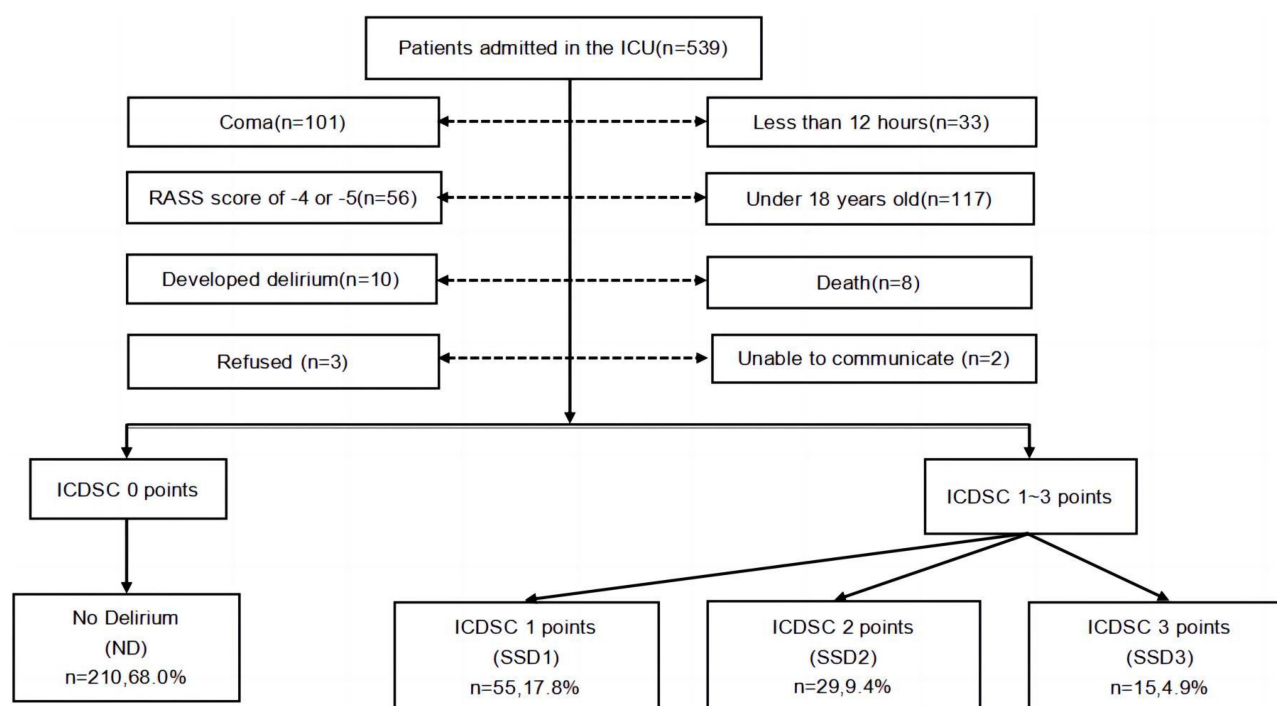 Patients admitted in the ICU(n=539)
Coma(n=101)
Less than 12 hours(n=33)
RASS score of -4 or -5(n=56)
Under 18 years old(n=117)
Developed delirium(n=10)
Death(n=8)
Refused (n=3)
Unable to communicate (n=2)
ICDSC 0 points
ICDSC 1~3 points
No Delirium
(ND)
n=210,68.0%
ICDSC 1 points
(SSD1)
n=55,17.8%
ICDSC 2 points
(SSD2)
n=29,9.4%
ICDSC 3 points
(SSD3)
n=15,4.9%